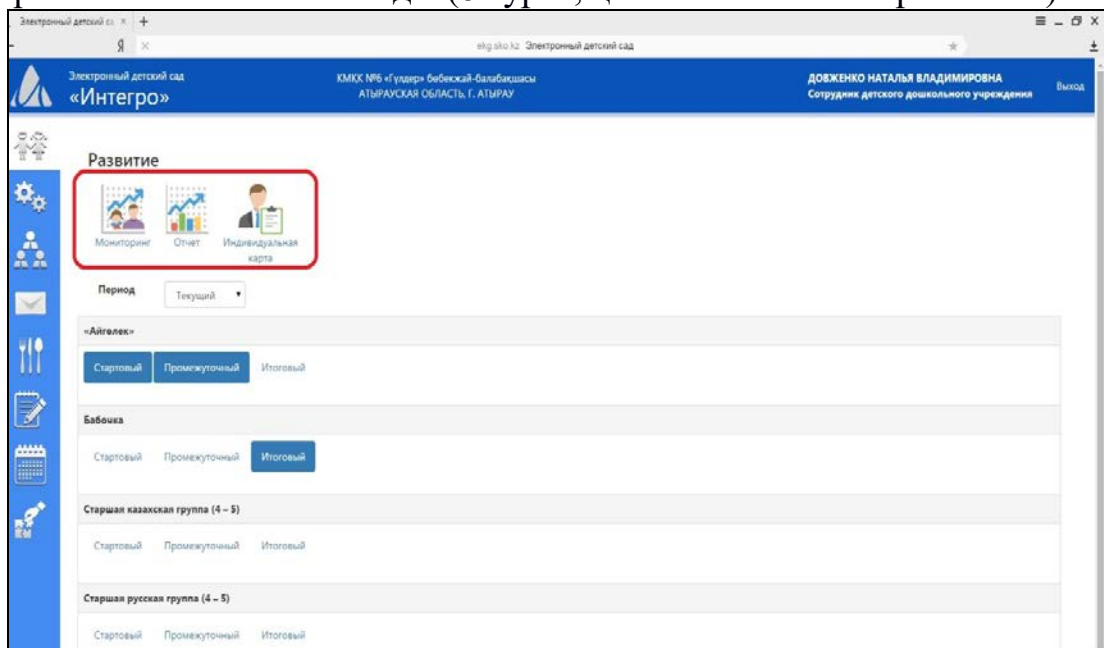 Электронный детский са × +
Я × ekg.sko.kz Электронный детский сад
Электронный детский сад
«Интегро»
КМКҚ №6 «Гүлдер» бөбекжай-балабақшасы
АТЫРАУСКАЯ ОБЛАСТЬ, Г. АТЫРАУ
ДОВЖЕНКО НАТАЛЬЯ ВЛАДИМИРОВНА
Сотрудник детского дошкольного учреждения
Выход
Развитие
Мониторинг Отчет Индивидуальная карта
Период Текущий
«Айгөлек»
Стартовый Промежуточный Итоговый
Бабочка
Стартовый Промежуточный Итоговый
Старшая казахская группа (4 – 5)
Стартовый Промежуточный Итоговый
Старшая русская группа (4 – 5)
Стартовый Промежуточный Итоговый